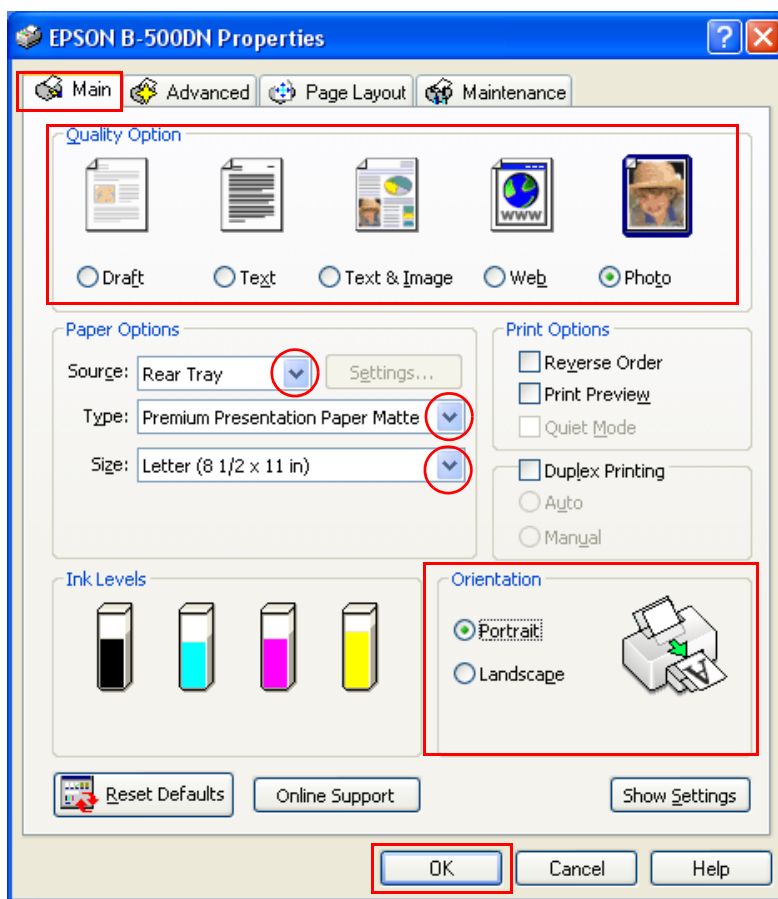 EPSON B-500DN Properties
Main
Advanced
Page Layout
Maintenance
Quality Option
WWW
Draft
Text
Text & Image
Web
Photo
Paper Options
Source:
Rear Tray
Settings...
Type:
Premium Presentation Paper Matte
Size:
Letter (8 1/2 x 11 in)
Print Options
Reverse Order
Print Preview
Quiet Mode
Duplex Printing
Auto
Manual
Ink Levels
Orientation
Portrait
Landscape
A
Reset Defaults
Online Support
Show Settings
OK
Cancel
Help